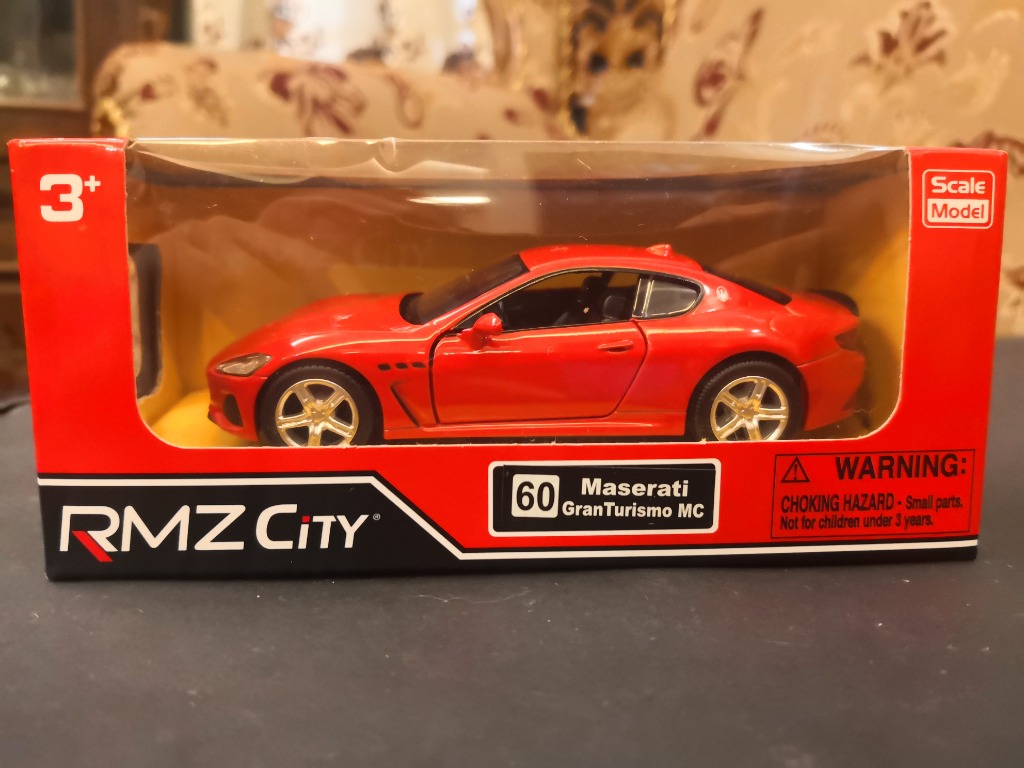 3+
Scale
Model
RMZ CiTY®
60
Maserati
GranTurismo MC
WARNING:
CHOKING HAZARD - Small parts.
Not for children under 3 years.